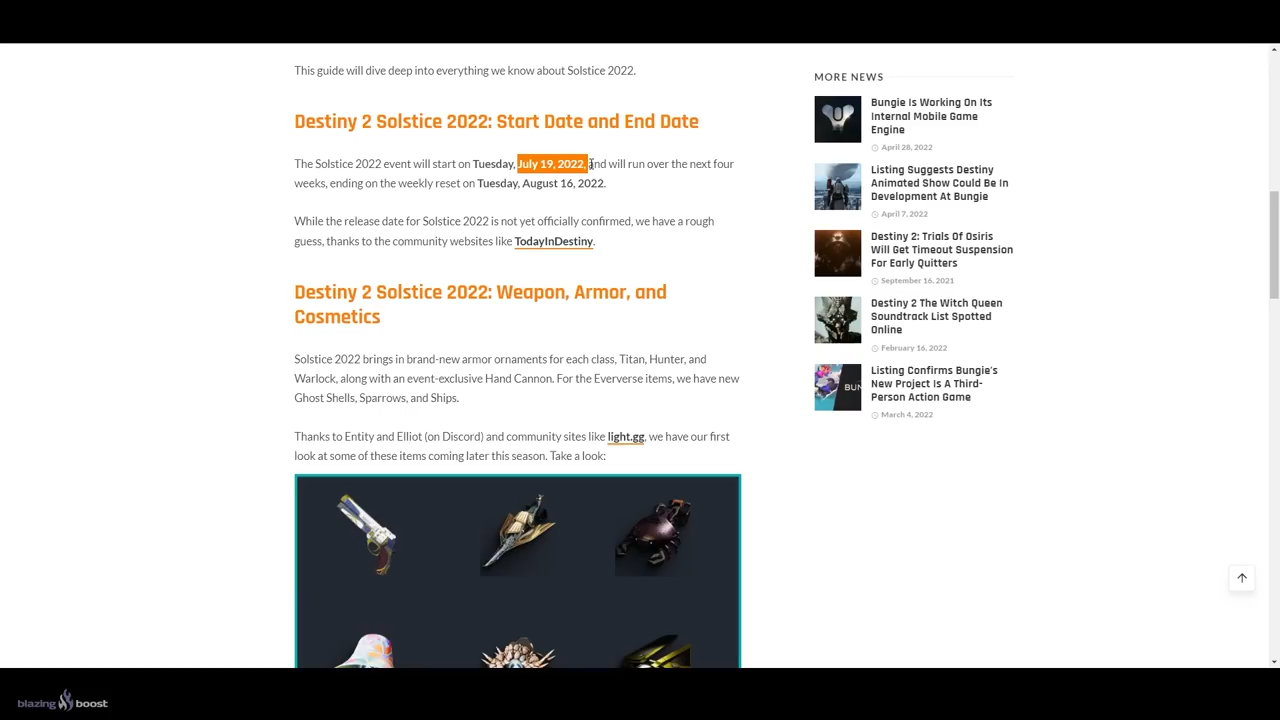 This guide will dive deep into everything we know about Solstice 2022.
Destiny 2 Solstice 2022: Start Date and End Date
The Solstice 2022 event will start on Tuesday, July 19, 2022, and will run over the next four
weeks, ending on the weekly reset on Tuesday, August 16, 2022.
While the release date for Solstice 2022 is not yet officially confirmed, we have a rough
guess, thanks to the community websites like TodayInDestiny.
Destiny 2 Solstice 2022: Weapon, Armor, and
Cosmetics
Solstice 2022 brings in brand-new armor ornaments for each class, Titan, Hunter, and
Warlock, along with an event-exclusive Hand Cannon. For the Eververse items, we have new
Ghost Shells, Sparrows, and Ships.
Thanks to Entity and Elliot (on Discord) and community sites like light.gg, we have our first
look at some of these items coming later this season. Take a look:
MORE NEWS
Bungie Is Working On Its
Internal Mobile Game
Engine
April 28, 2022
Listing Suggests Destiny
Animated Show Could Be In
Development At Bungie
April 7, 2022
Destiny 2: Trials Of Osiris
Will Get Timeout Suspension
For Early Quitters
September 16, 2021
Destiny 2 The Witch Queen
Soundtrack List Spotted
Online
February 16, 2022
BUN
Listing Confirms Bungie's
New Project Is A Third-
Person Action Game
March 4, 2022
blazing boost